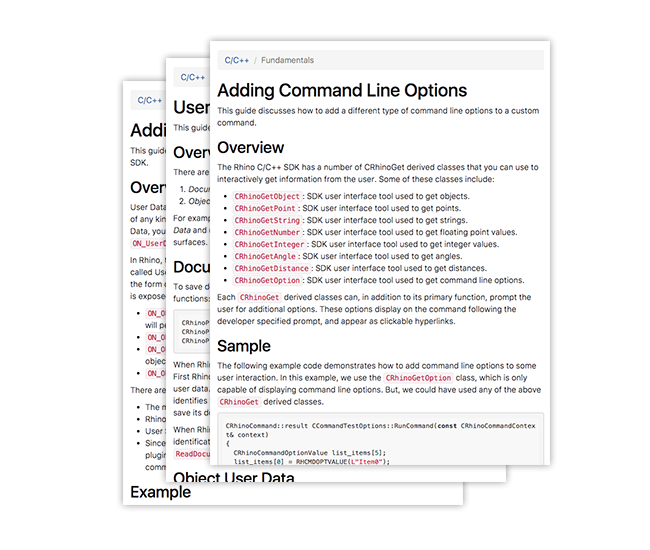 C/C++ / Fundamentals
Adding Command Line Options
This guide discusses how to add a different type of command line options to a custom
command.
Overview
The Rhino C/C++ SDK has a number of CRhinoGet derived classes that you can use to
interactively get information from the user. Some of these classes include:
• CRhinoGetObject : SDK user interface tool used to get objects.
• CRhinoGetPoint : SDK user interface tool used to get points.
• CRhinoGetString : SDK user interface tool used to get strings.
• CRhinoGetNumber : SDK user interface tool used to get floating point values.
• CRhinoGetInteger : SDK user interface tool used to get integer values.
• CRhinoGetAngle : SDK user interface tool used to get angles.
• CRhinoGetDistance : SDK user interface tool used to get distances.
• CRhinoGetOption : SDK user interface tool used to get command line options.
Each CRhinoGet derived classes can, in addition to its primary function, prompt the
user for additional options. These options display on the command following the
developer specified prompt, and appear as clickable hyperlinks.
Sample
The following example code demonstrates how to add command line options to some
user interaction. In this example, we use the CRhinoGetOption class, which is only
capable of displaying command line options. But, we could have used any of the above
CRhinoGet derived classes.
CRhinoCommand::result CCommandTestOptions::RunCommand(const CRhinoCommandContex
t& context)
{
CRhinoCommandOptionValue list_items[5];
list_items[0] = RHCMDOPTVALUE(L"Item0");
C/C++
User
This guide
Overv
There are
1. Docu
2. Objec
For examp
Data and
surfaces.
Docu
To save do
functions:
CRhinoP
CRhinoP
CRhinoP
When Rhi
First Rhino
user data.
identifies
save its d
When Rhi
identificat
ReadDocu
Object User Data
C/C++
Addi
This guide
SDK.
Over
User Data
of any kin
Data, you
ON_UserD
In Rhino, t
called Use
the form o
is expose
• ON_O
will pe
• ON_O
• ON_O
objec
• ON_O
There are
• The m
• Rhino
• User S
• Since
plugin
comm
Example